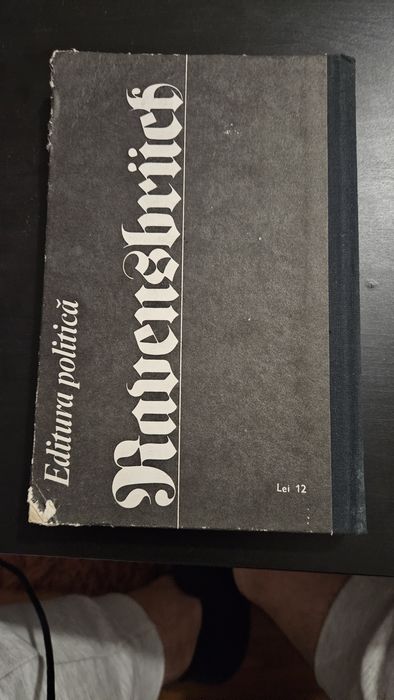 Editura politică
Ravensbrück
Lei 12